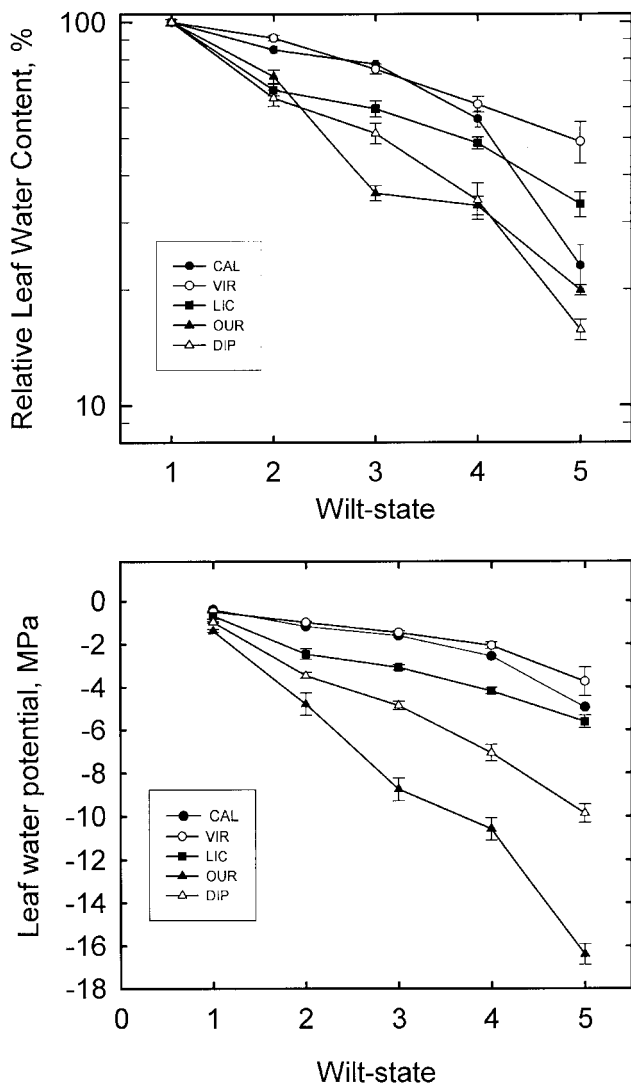 Relative Leaf Water Content, %
100
10
CAL
VIR
LIC
OUR
DIP
1 2 3 4 5
Wilt-state
Leaf water potential, MPa
0
-2
-4
-6
-8
-10
-12
-14
-16
-18
CAL
VIR
LIC
OUR
DIP
0 1 2 3 4 5
Wilt-state